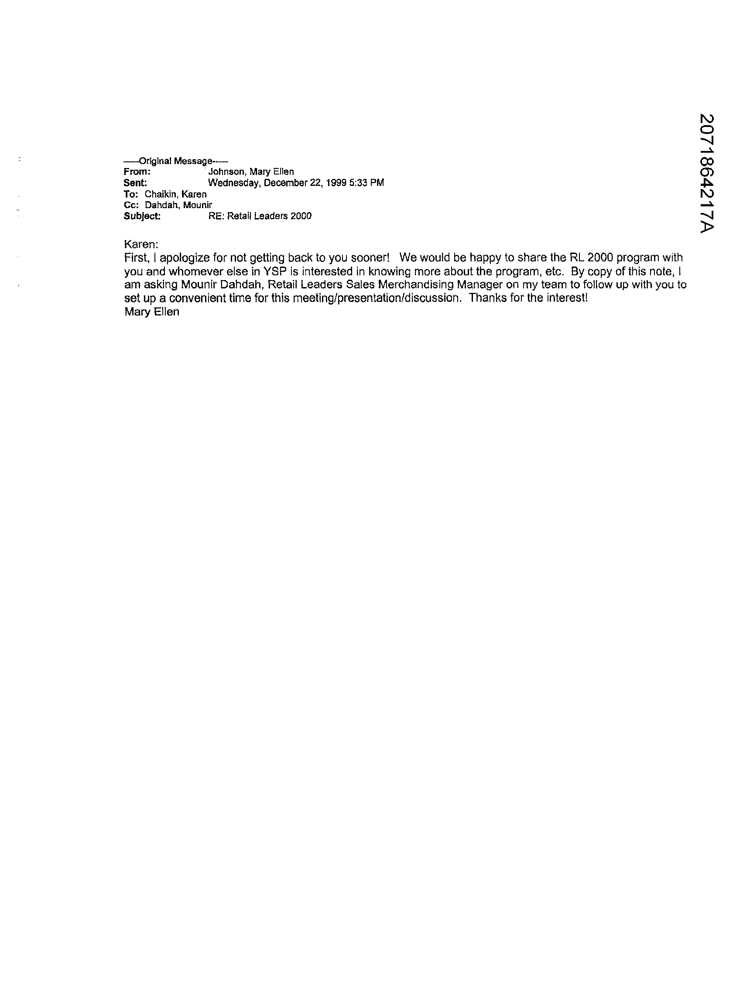 -----Original Message-----
From: Johnson, Mary Ellen
Sent: Wednesday, December 22, 1999 5:33 PM
To: Chaikin, Karen
Cc: Dahdah, Mounir
Subject: RE: Retail Leaders 2000
Karen:
First, I apologize for not getting back to you sooner! We would be happy to share the RL 2000 program with
you and whomever else in YSP is interested in knowing more about the program, etc. By copy of this note, I
am asking Mounir Dahdah, Retail Leaders Sales Merchandising Manager on my team to follow up with you to
set up a convenient time for this meeting/presentation/discussion. Thanks for the interest!
Mary Ellen
2071864217A